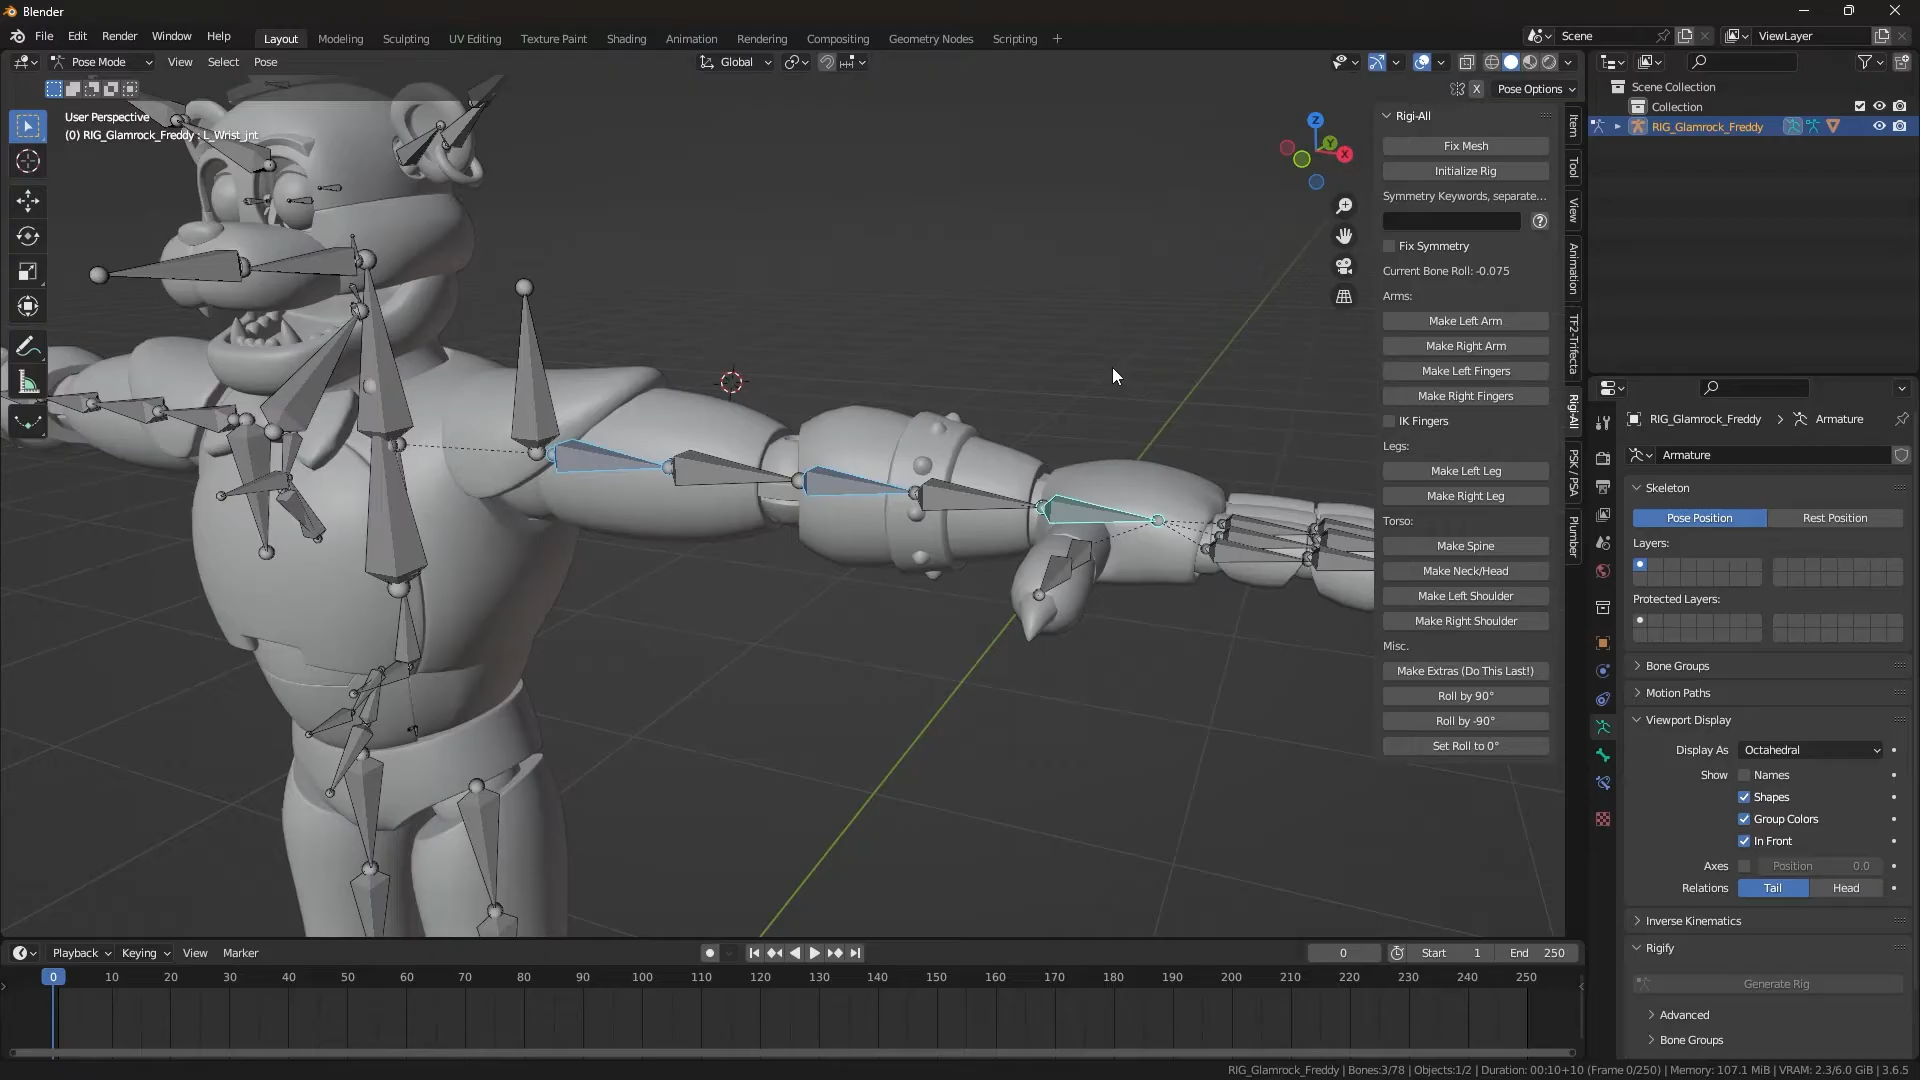 Blender
File Edit Render Window Help Layout Modeling Sculpting UV Editing Texture Paint Shading Animation Rendering Compositing Geometry Nodes Scripting + Scene ViewLayer
Pose Mode View Select Pose Global
X Pose Options
User Perspective
(0) RIG_Glamrock_Freddy : L_Wrist_jnt
Z
Y
X
Rigi-All
Fix Mesh
Initialize Rig
Symmetry Keywords, separate...
Fix Symmetry
Current Bone Roll: -0.075
Arms:
Make Left Arm
Make Right Arm
Make Left Fingers
Make Right Fingers
IK Fingers
Legs:
Make Left Leg
Make Right Leg
Torso:
Make Spine
Make Neck/Head
Make Left Shoulder
Make Right Shoulder
Misc.
Make Extras (Do This Last!)
Roll by 90°
Roll by -90°
Set Roll to 0°
Item
Tool
View
Animation
TF2-Trifecta
Rigi-All
PSK / PSA
Plumber
Scene Collection
Collection
RIG_Glamrock_Freddy
RIG_Glamrock_Freddy > Armature
Armature
Skeleton
Pose Position Rest Position
Layers:
Protected Layers:
Bone Groups
Motion Paths
Viewport Display
Display As Octahedral
Show Names
Shapes
Group Colors
In Front
Axes Position 0.0
Relations Tail Head
Inverse Kinematics
Rigify
Generate Rig
Advanced
Bone Groups
Playback Keying View Marker 0 Start 1 End 250
0 10 20 30 40 50 60 70 80 90 100 110 120 130 140 150 160 170 180 190 200 210 220 230 240 250
RIG_Glamrock_Freddy | Bones:3/78 | Objects:1/2 | Duration: 00:10+10 (Frame 0/250) | Memory: 107.1 MiB | VRAM: 2.3/6.0 GiB | 3.6.5